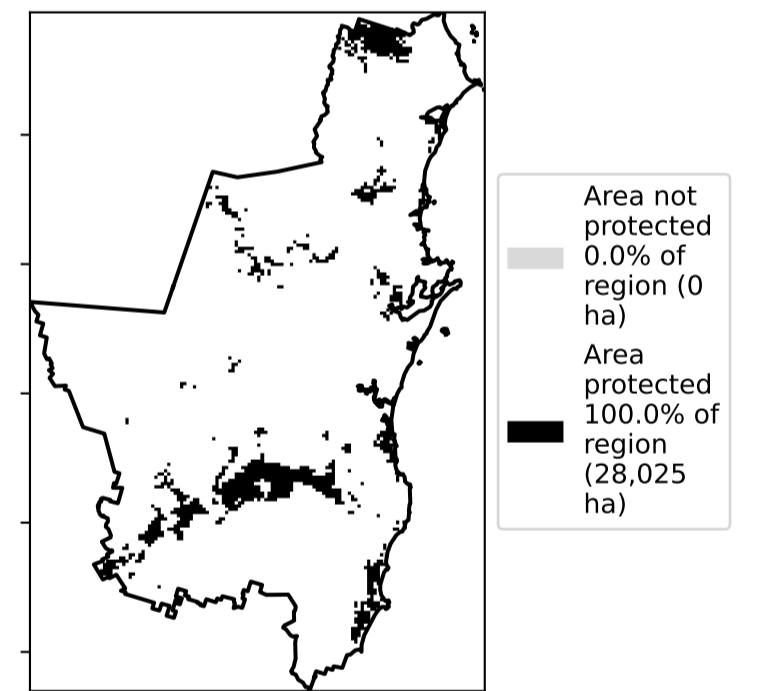 Area not
protected
0.0% of
region (0
ha)
Area
protected
100.0% of
region
(28,025
ha)